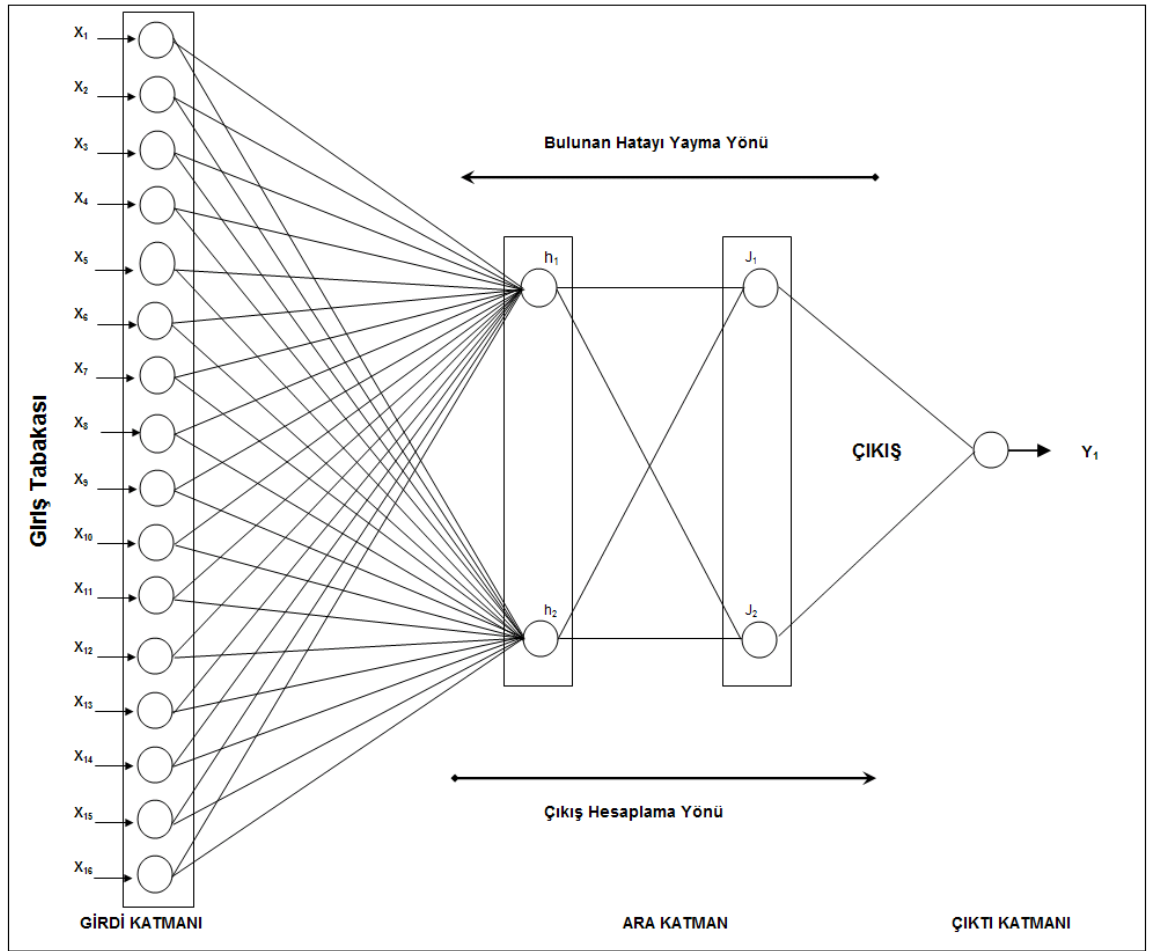 X₁
X₂
X₃
X₄
X₅
X₆
X₇
X₈
X₉
X₁₀
X₁₁
X₁₂
X₁₃
X₁₄
X₁₅
X₁₆
Giriş Tabakası
Bulunan Hatayı Yayma Yönü
h₁
J₁
h₂
J₂
ÇIKIŞ
Y₁
Çıkış Hesaplama Yönü
GİRDİ KATMANI
ARA KATMAN
ÇIKTI KATMANI